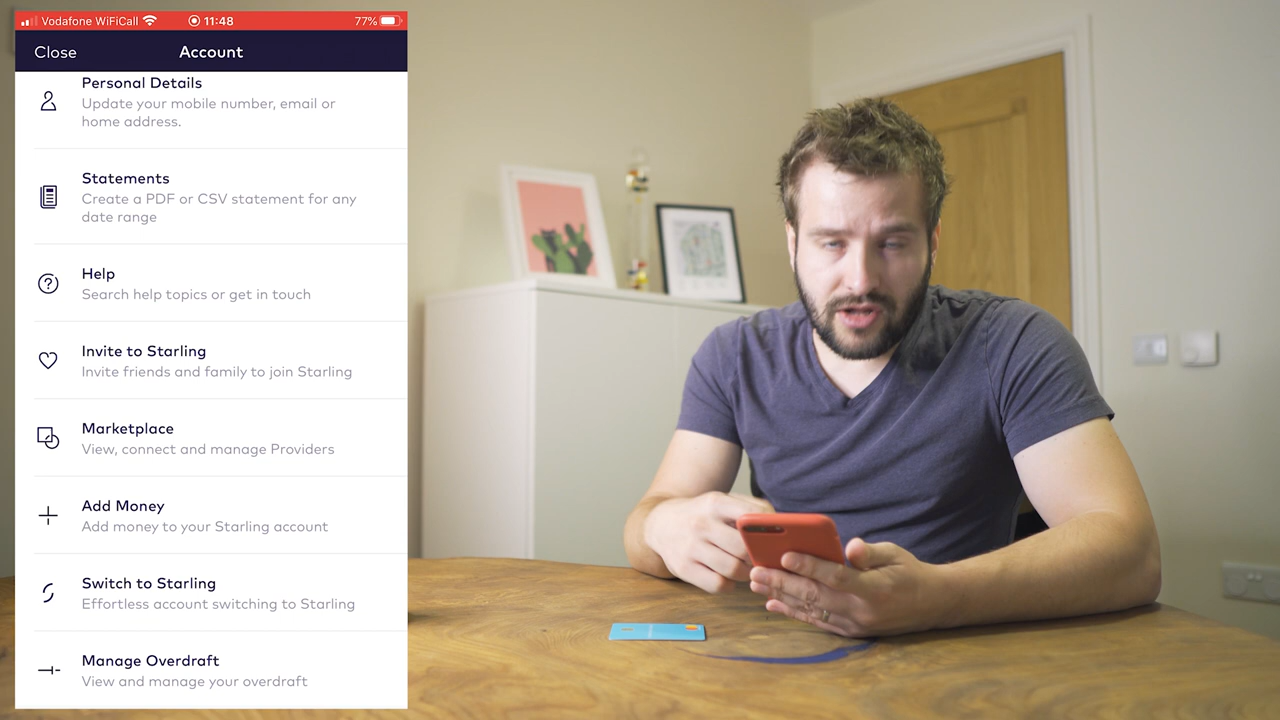 Vodafone WiFiCall 11:48 77%
Close Account
Personal Details
Update your mobile number, email or
home address.
Statements
Create a PDF or CSV statement for any
date range
Help
Search help topics or get in touch
Invite to Starling
Invite friends and family to join Starling
Marketplace
View, connect and manage Providers
Add Money
Add money to your Starling account
Switch to Starling
Effortless account switching to Starling
Manage Overdraft
View and manage your overdraft